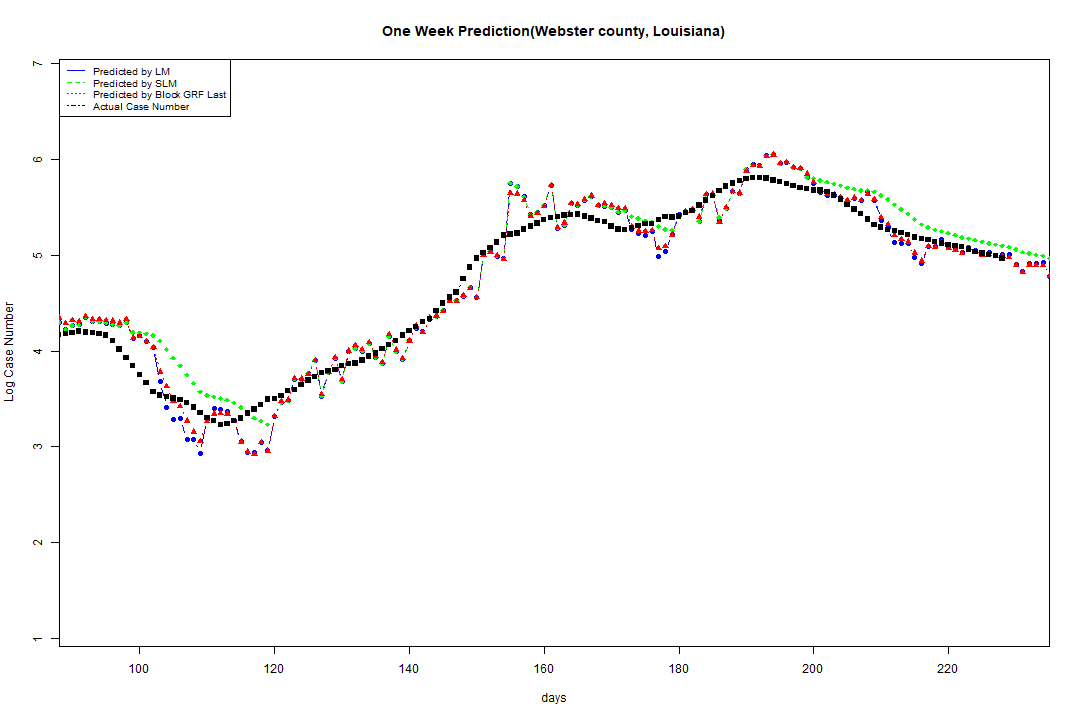 One Week Prediction(Webster county, Louisiana)
Predicted by LM
Predicted by SLM
Predicted by Block GRF Last
Actual Case Number
7
6
5
4
3
2
1
Log Case Number
100 120 140 160 180 200 220
days